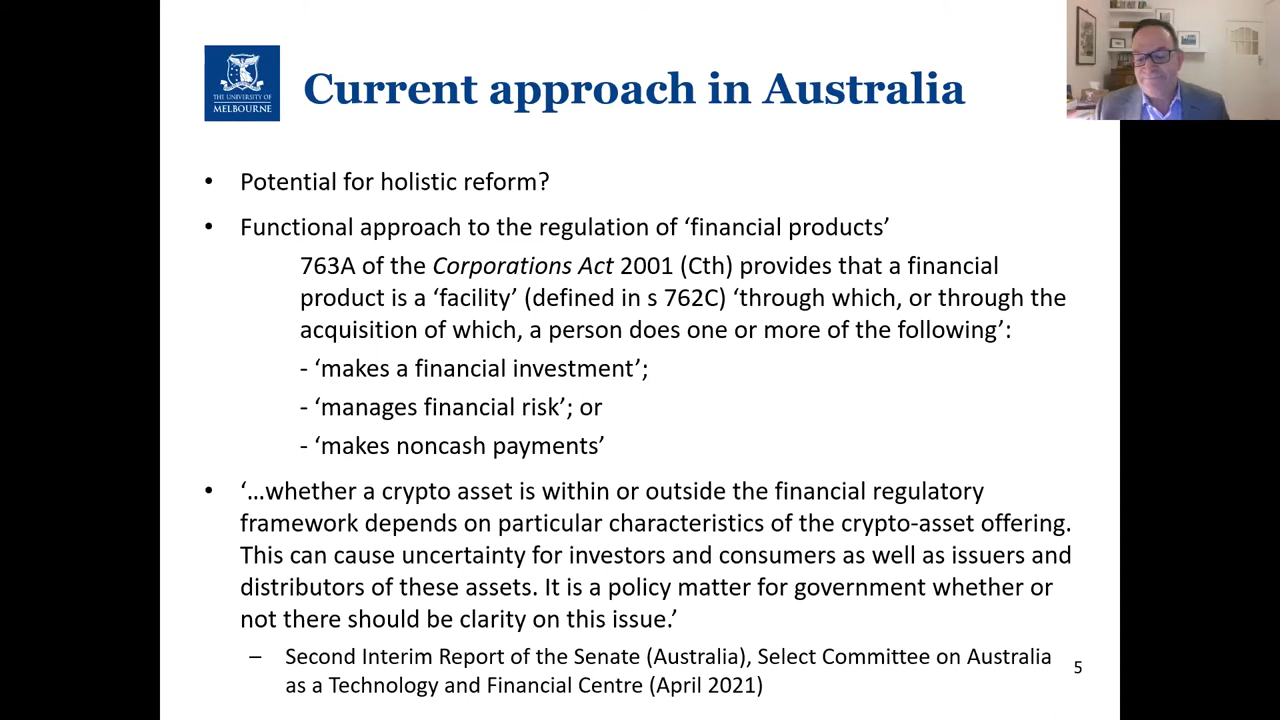 THE UNIVERSITY OF
MELBOURNE
Current approach in Australia
• Potential for holistic reform?
• Functional approach to the regulation of ‘financial products’
763A of the Corporations Act 2001 (Cth) provides that a financial
product is a ‘facility’ (defined in s 762C) ‘through which, or through the
acquisition of which, a person does one or more of the following’:
- ‘makes a financial investment’;
- ‘manages financial risk’; or
- ‘makes noncash payments’
• ‘…whether a crypto asset is within or outside the financial regulatory
framework depends on particular characteristics of the crypto-asset offering.
This can cause uncertainty for investors and consumers as well as issuers and
distributors of these assets. It is a policy matter for government whether or
not there should be clarity on this issue.’
– Second Interim Report of the Senate (Australia), Select Committee on Australia
as a Technology and Financial Centre (April 2021)
5